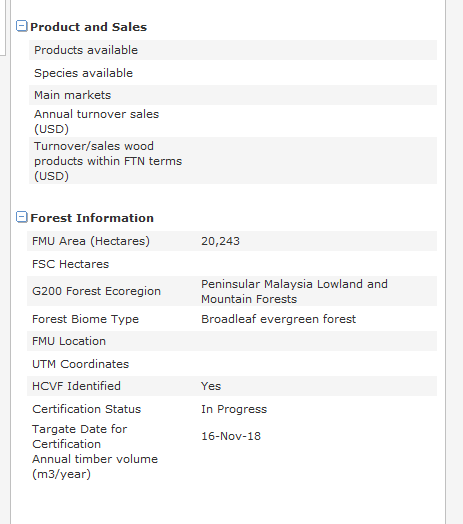 Product and Sales
Products available
Species available
Main markets
Annual turnover sales
(USD)
Turnover/sales wood
products within FTN terms
(USD)
Forest Information
FMU Area (Hectares) 20,243
FSC Hectares
G200 Forest Ecoregion Peninsular Malaysia Lowland and
Mountain Forests
Forest Biome Type Broadleaf evergreen forest
FMU Location
UTM Coordinates
HCVF Identified Yes
Certification Status In Progress
Targate Date for
Certification 16-Nov-18
Annual timber volume
(m3/year)